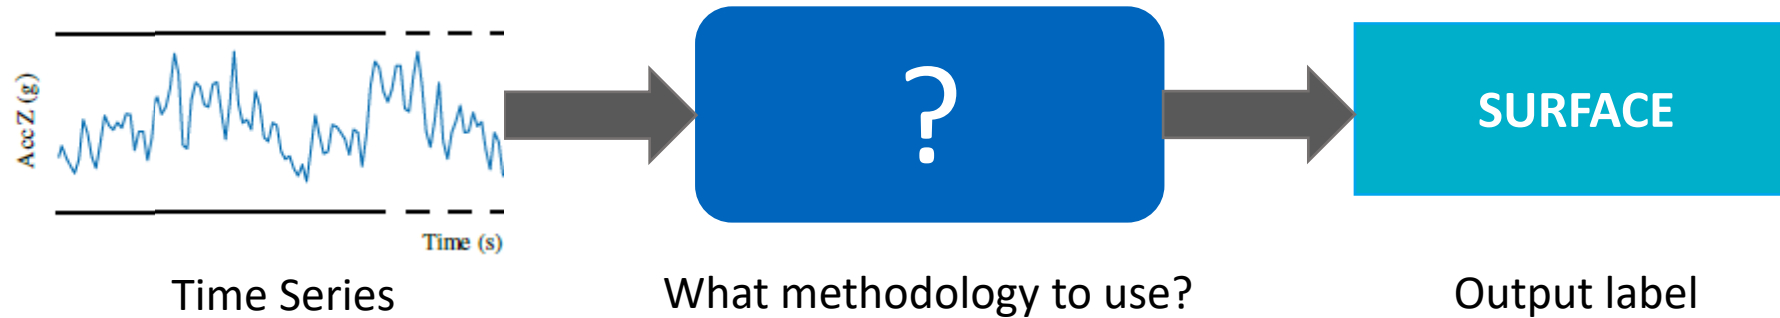 Acc Z (g)
Time (s)
?
SURFACE
Time Series
What methodology to use?
Output label